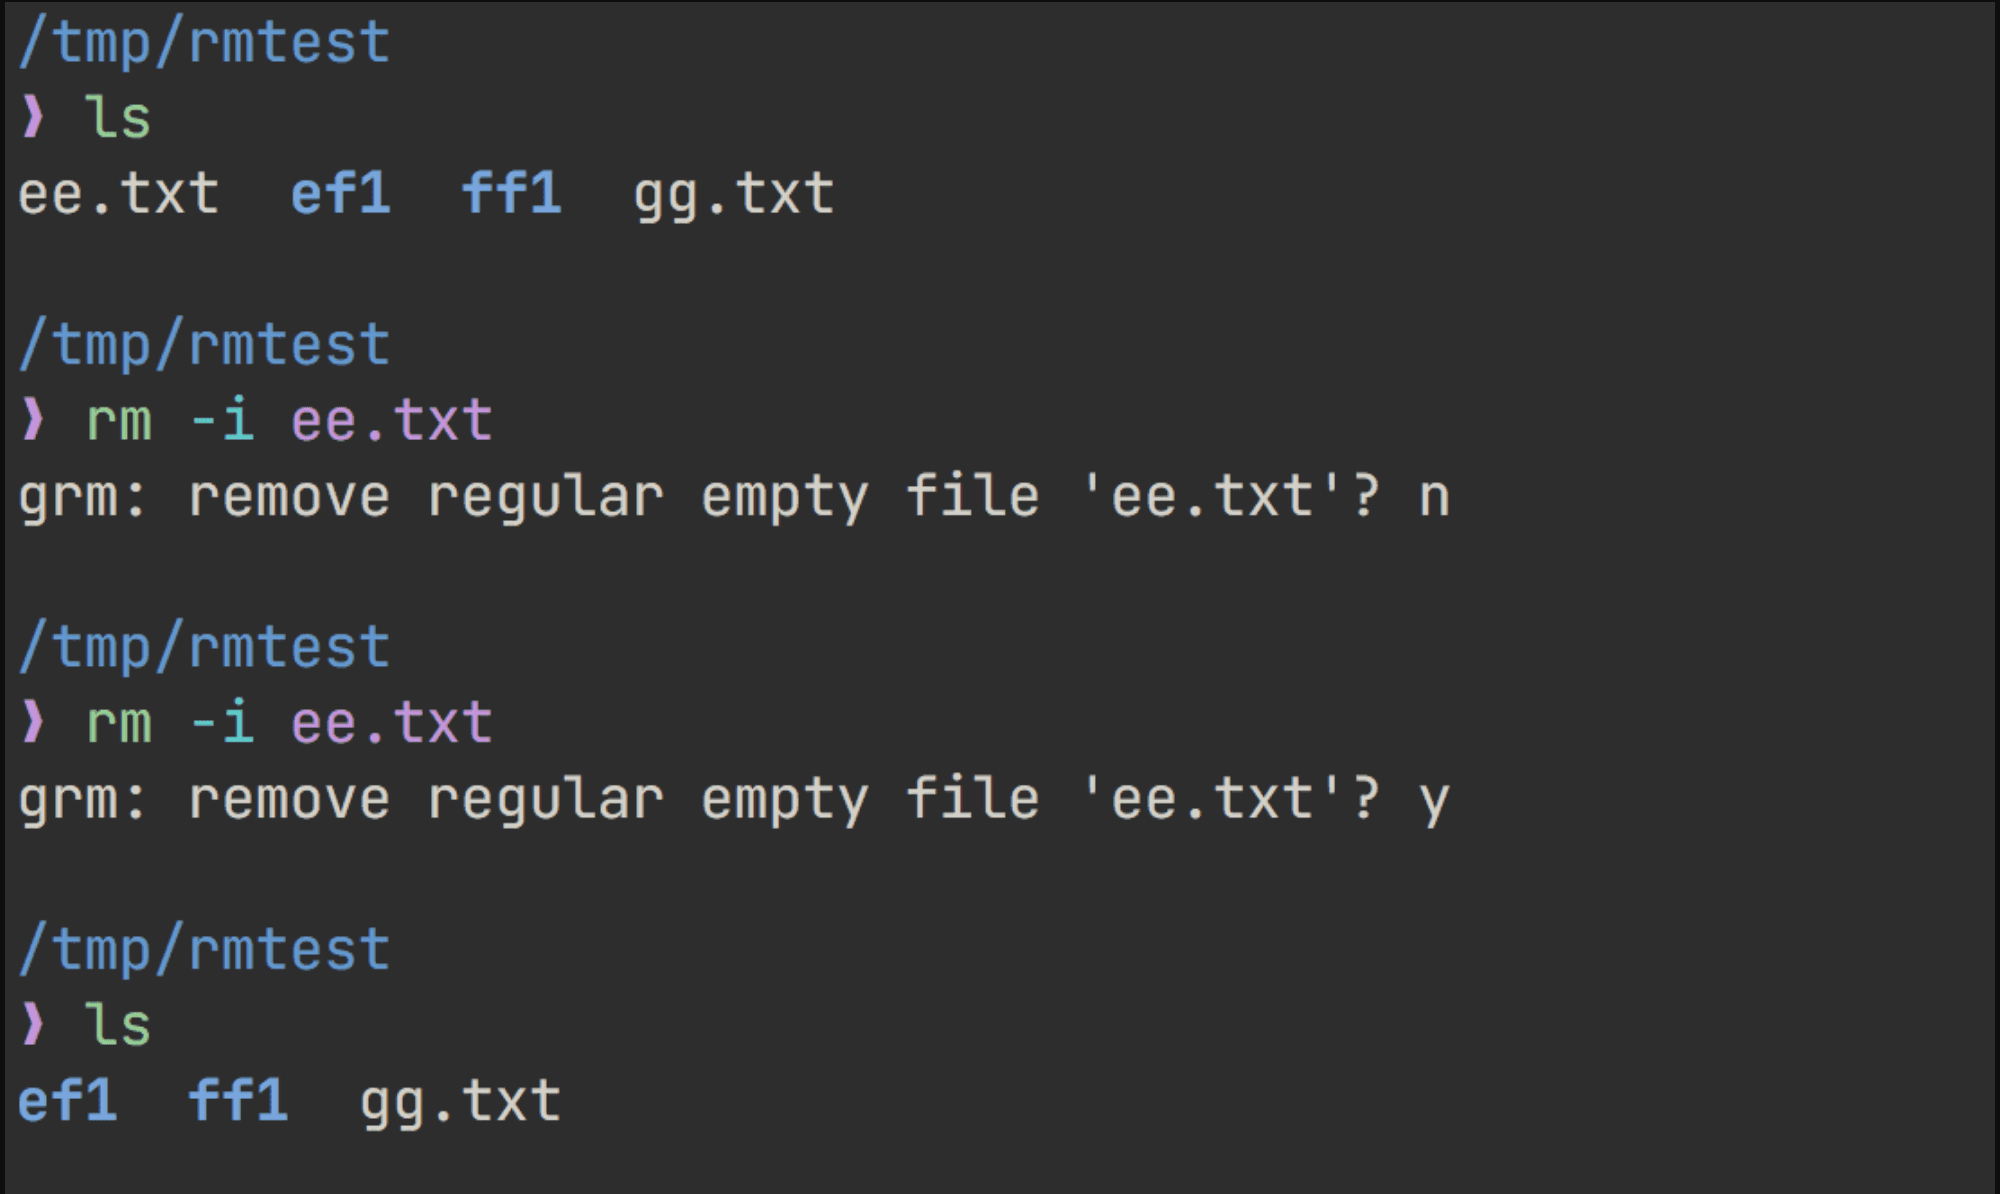 /tmp/rmtest
❯ ls
ee.txt  ef1  ff1  gg.txt
/tmp/rmtest
❯ rm -i ee.txt
grm: remove regular empty file 'ee.txt'? n
/tmp/rmtest
❯ rm -i ee.txt
grm: remove regular empty file 'ee.txt'? y
/tmp/rmtest
❯ ls
ef1  ff1  gg.txt